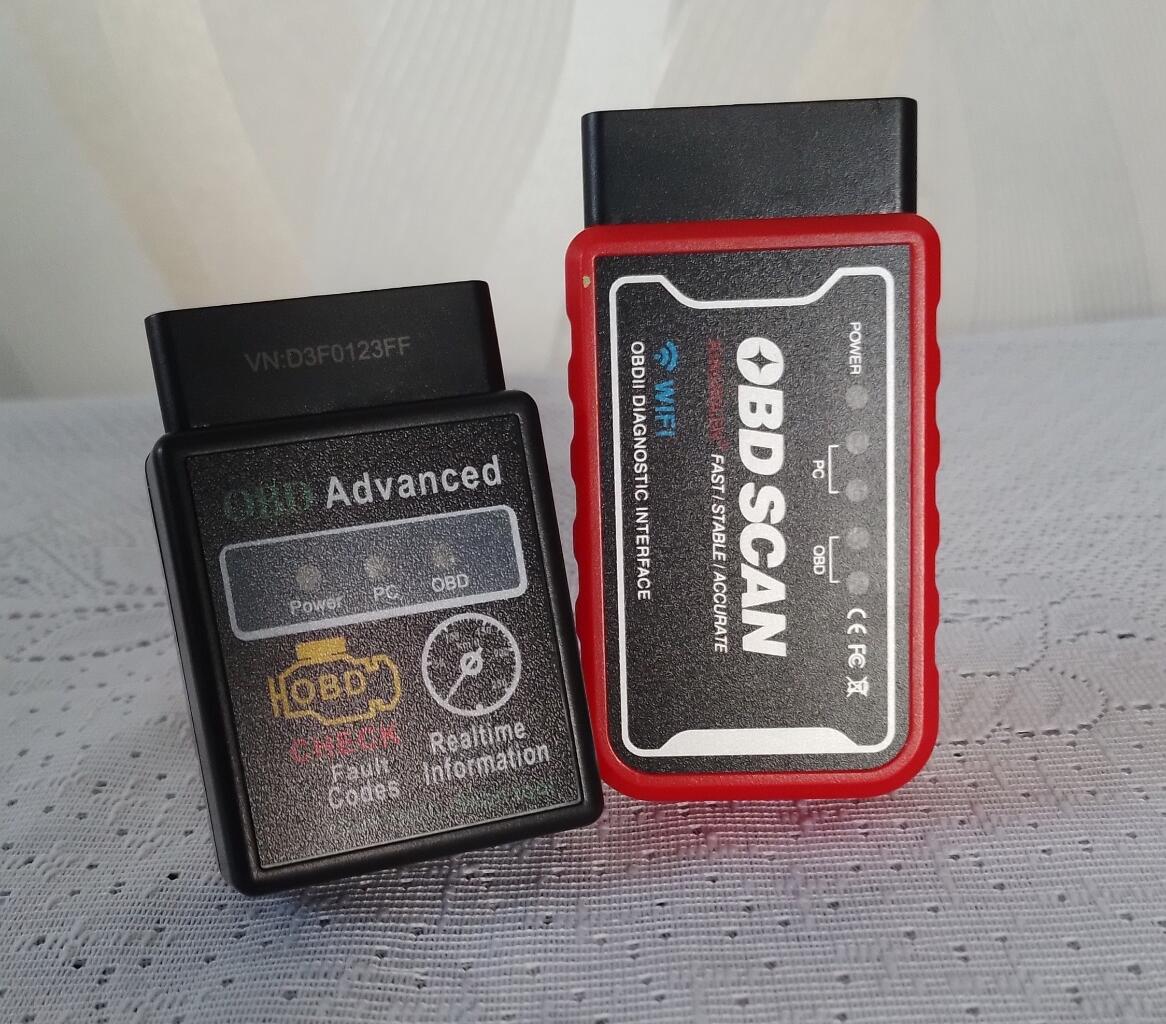 VN:D3F0123FF
OBD Advanced
Power PC OBD
OBD
CHECK
Fault
Codes
Realtime
Information
POWER
PC
OBD
CE FC
OBD SCAN
FAST / STABLE / ACCURATE
WIFI
OBDII DIAGNOSTIC INTERFACE